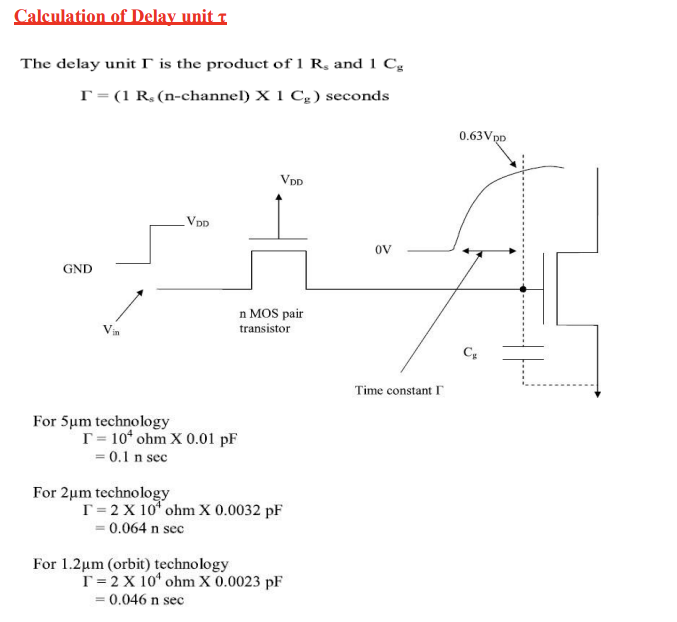 Calculation of Delay unit τ
The delay unit Γ is the product of 1 Rs and 1 Cg
Γ = (1 Rs (n-channel) X 1 Cg ) seconds
0.63VDD
VDD
VDD
0V
GND
n MOS pair
transistor
Vin
Cg
Time constant Γ
For 5µm technology
Γ = 10⁴ ohm X 0.01 pF
= 0.1 n sec
For 2µm technology
Γ = 2 X 10⁴ ohm X 0.0032 pF
= 0.064 n sec
For 1.2µm (orbit) technology
Γ = 2 X 10⁴ ohm X 0.0023 pF
= 0.046 n sec